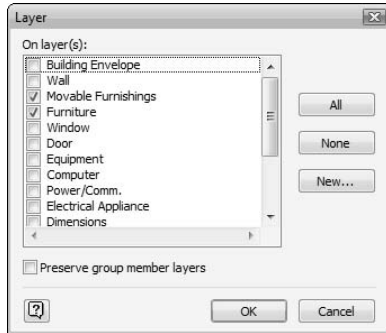 Layer
On layer(s):
Building Envelope
Wall
Movable Furnishings
Furniture
Window
Door
Equipment
Computer
Power/Comm.
Electrical Appliance
Dimensions
All
None
New...
Preserve group member layers
?
OK
Cancel